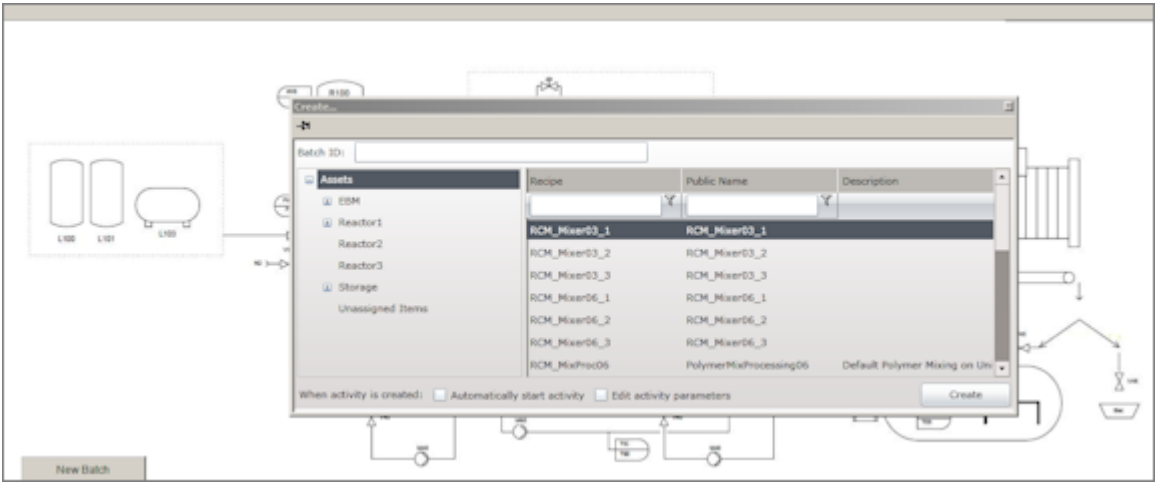 R100
Create...
Batch ID:
Assets
EBM
Reactor1
Reactor2
Reactor3
Storage
Unassigned Items
Recipe Public Name Description
RCM_Mixer03_1 RCM_Mixer03_1
RCM_Mixer03_2 RCM_Mixer03_2
RCM_Mixer03_3 RCM_Mixer03_3
RCM_Mixer06_1 RCM_Mixer06_1
RCM_Mixer06_2 RCM_Mixer06_2
RCM_Mixer06_3 RCM_Mixer06_3
RCM_MixProc06 PolymerMixProcessing06 Default Polymer Mixing on Uni
When activity is created: Automatically start activity Edit activity parameters Create
L100 L101 L103
New Batch